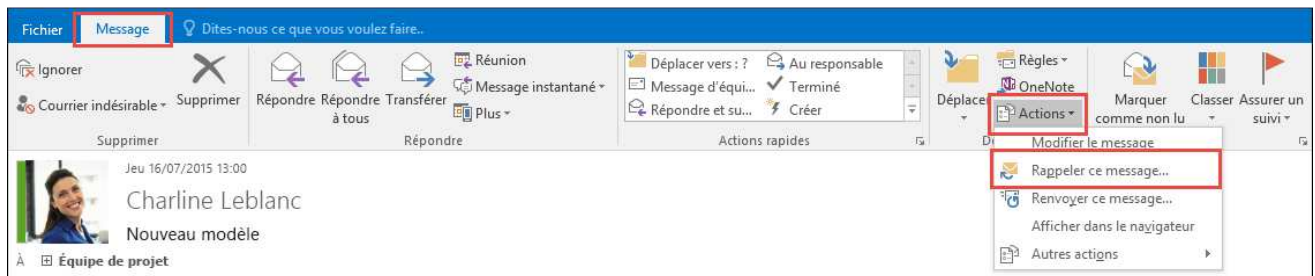 Fichier Message Dites-nous ce que vous voulez faire..
Ignorer
Courrier indésirable
Supprimer
Supprimer
Répondre
Répondre à tous
Transférer
Réunion
Message instantané
Plus
Répondre
Déplacer vers : ?
Au responsable
Message d'équi...
Terminé
Répondre et su...
Créer
Actions rapides
Déplacer
Règles
OneNote
Actions
Marquer
comme non lu
Classer
Assurer un
suivi
Modifier le message
Rappeler ce message...
Renvoyer ce message...
Afficher dans le navigateur
Autres actions
Jeu 16/07/2015 13:00
Charline Leblanc
Nouveau modèle
À Équipe de projet